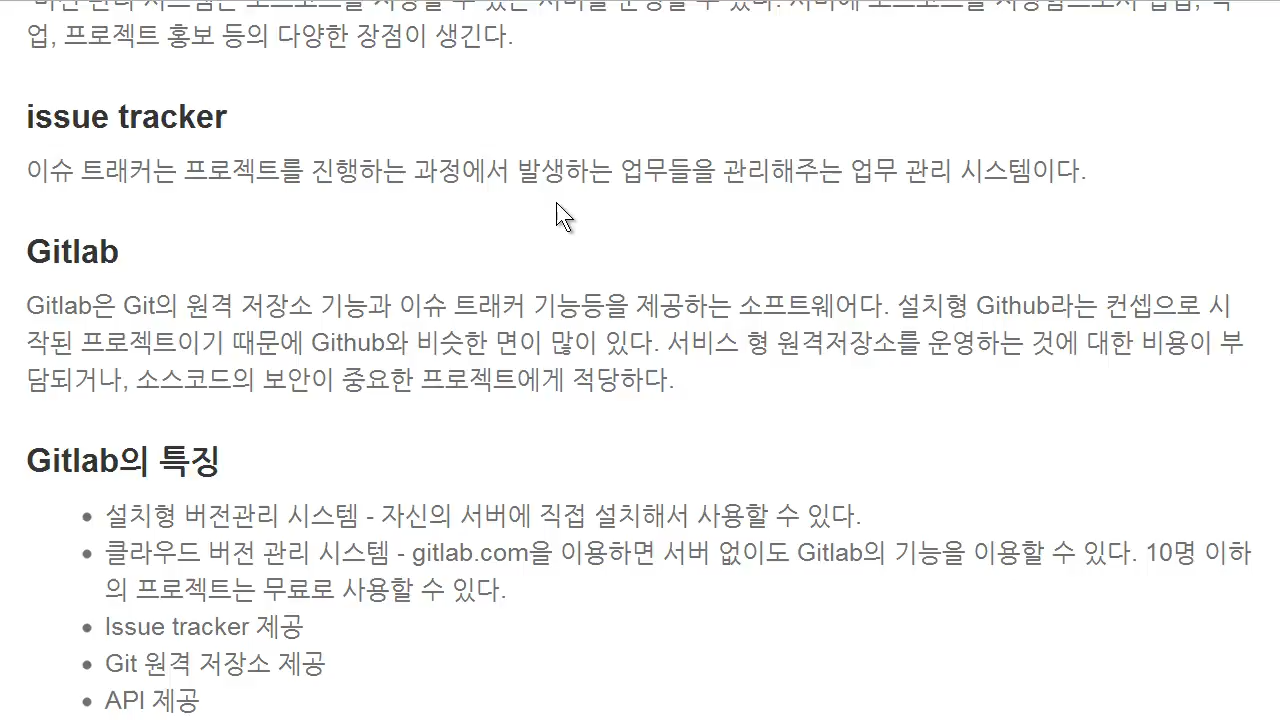 업, 프로젝트 홍보 등의 다양한 장점이 생긴다.
issue tracker
이슈 트래커는 프로젝트를 진행하는 과정에서 발생하는 업무들을 관리해주는 업무 관리 시스템이다.
Gitlab
Gitlab은 Git의 원격 저장소 기능과 이슈 트래커 기능등을 제공하는 소프트웨어다. 설치형 Github라는 컨셉으로 시
작된 프로젝트이기 때문에 Github와 비슷한 면이 많이 있다. 서비스 형 원격저장소를 운영하는 것에 대한 비용이 부
담되거나, 소스코드의 보안이 중요한 프로젝트에게 적당하다.
Gitlab의 특징
설치형 버전관리 시스템 - 자신의 서버에 직접 설치해서 사용할 수 있다.
클라우드 버전 관리 시스템 - gitlab.com을 이용하면 서버 없이도 Gitlab의 기능을 이용할 수 있다. 10명 이하
의 프로젝트는 무료로 사용할 수 있다.
Issue tracker 제공
Git 원격 저장소 제공
API 제공